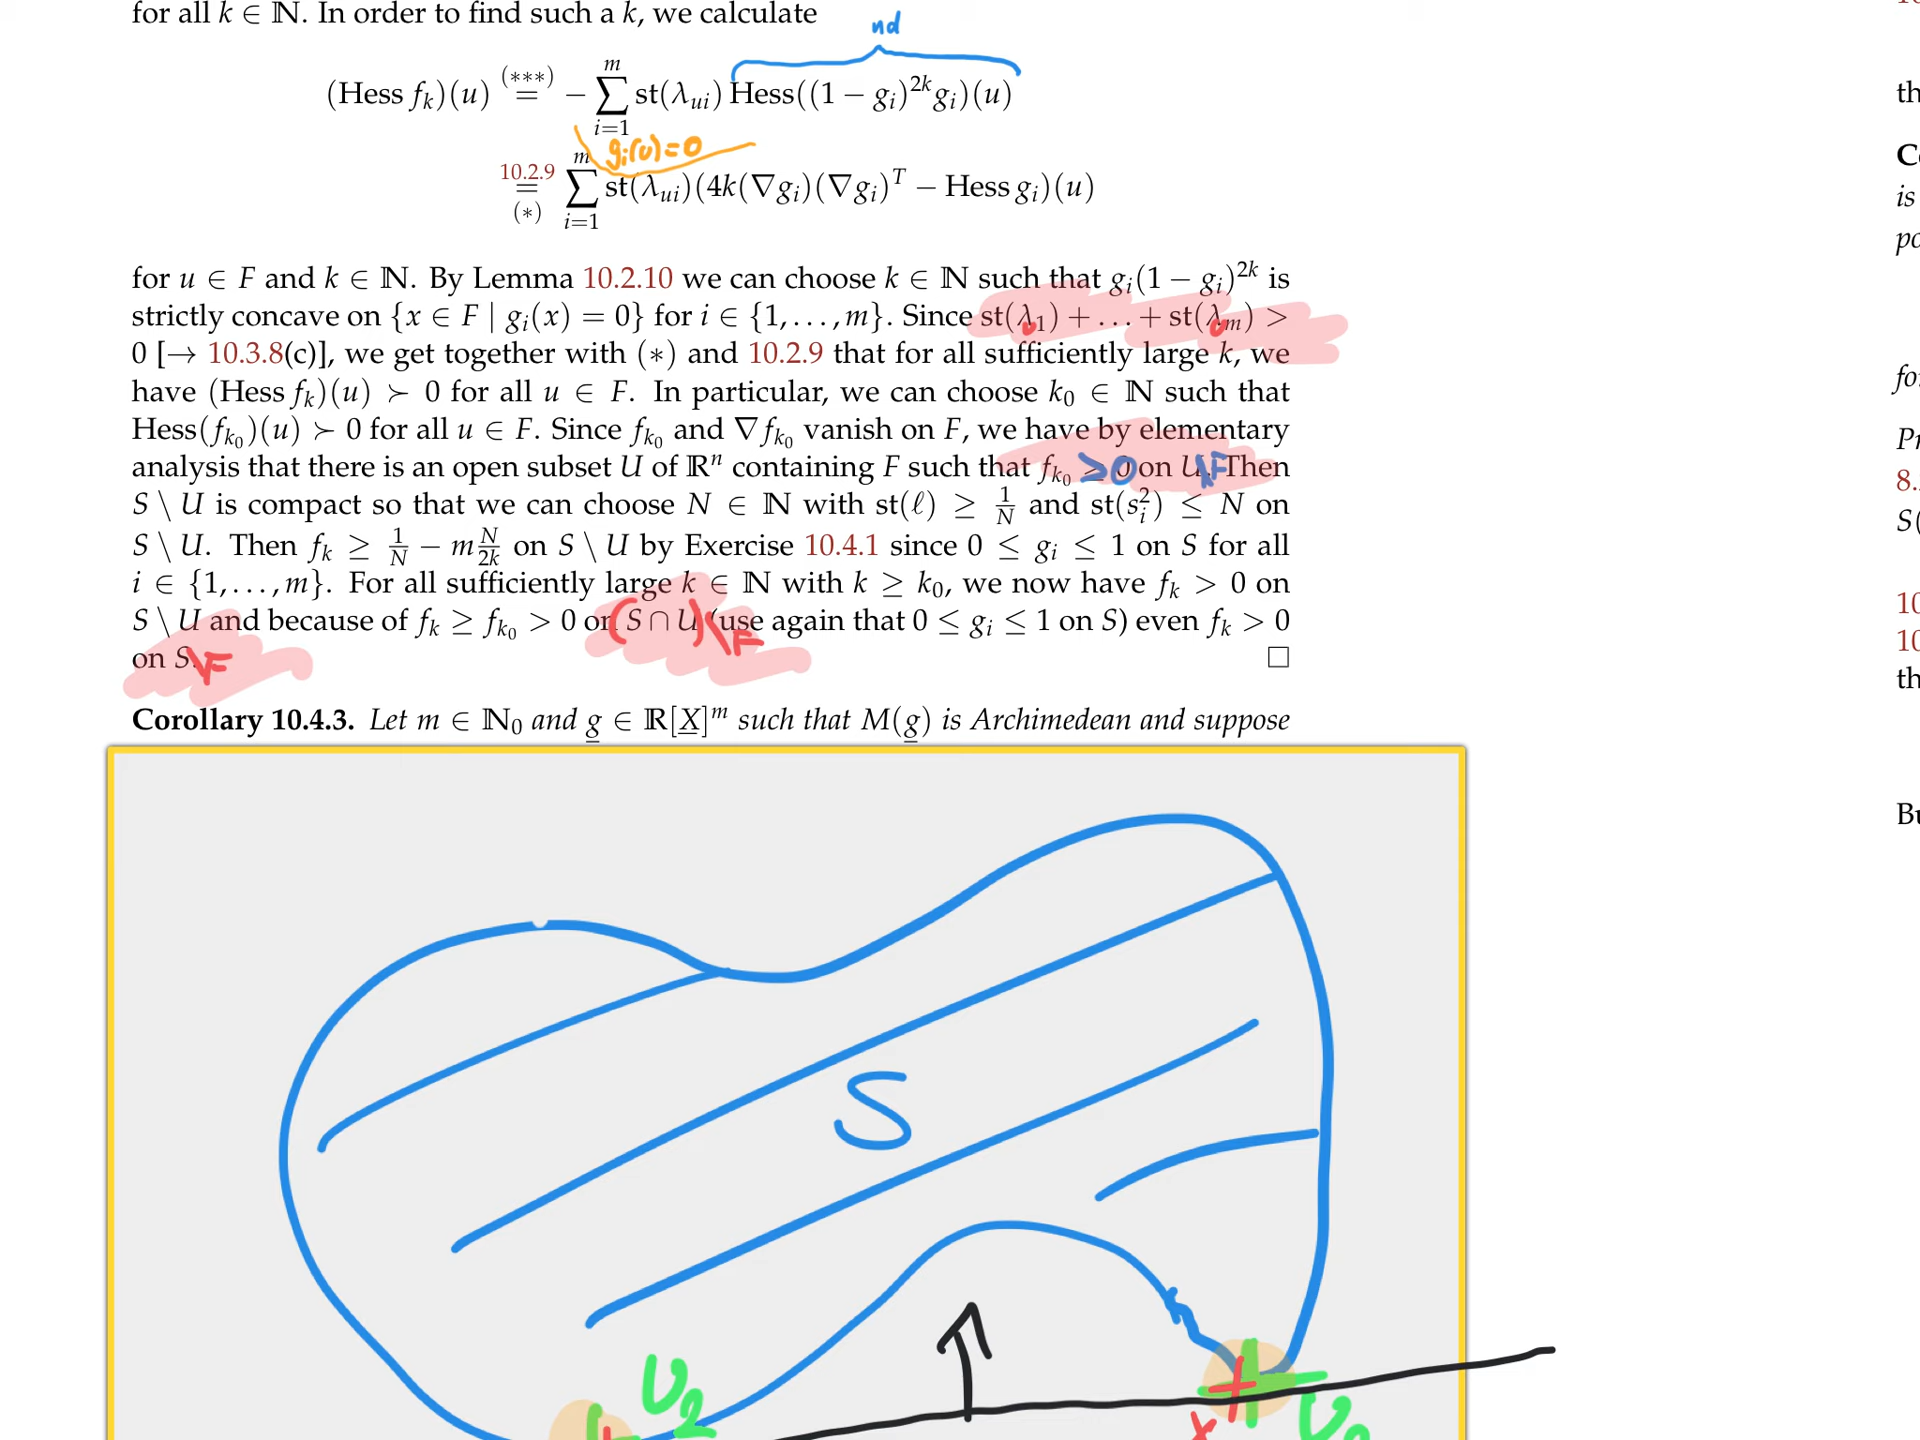 for all k ∈ ℕ. In order to find such a k, we calculate
nd
(Hess f_k)(u) (∗∗∗)= − ∑_{i=1}^{m} st(λ_{ui}) Hess((1 − g_i)^{2k} g_i)(u)
g_i(u)=0
10.2.9 = (∗) ∑_{i=1}^{m} st(λ_{ui})(4k(∇g_i)(∇g_i)^T − Hess g_i)(u)
for u ∈ F and k ∈ ℕ. By Lemma 10.2.10 we can choose k ∈ ℕ such that g_i(1 − g_i)^{2k} is
strictly concave on {x ∈ F | g_i(x) = 0} for i ∈ {1, . . . , m}. Since st(λ_1) + . . . + st(λ_m) >
0 [→ 10.3.8(c)], we get together with (∗) and 10.2.9 that for all sufficiently large k, we
have (Hess f_k)(u) ≻ 0 for all u ∈ F. In particular, we can choose k_0 ∈ ℕ such that
Hess(f_{k_0})(u) ≻ 0 for all u ∈ F. Since f_{k_0} and ∇f_{k_0} vanish on F, we have by elementary
analysis that there is an open subset U of ℝ^n containing F such that f_{k_0} >0 on U\F. Then
S \ U is compact so that we can choose N ∈ ℕ with st(ℓ) ≥ 1/N and st(s_i^2) ≤ N on
S \ U. Then f_k ≥ 1/N − m N/2k on S \ U by Exercise 10.4.1 since 0 ≤ g_i ≤ 1 on S for all
i ∈ {1, . . . , m}. For all sufficiently large k ∈ ℕ with k ≥ k_0, we now have f_k > 0 on
S \ U and because of f_k ≥ f_{k_0} > 0 on (S ∩ U)\F (use again that 0 ≤ g_i ≤ 1 on S) even f_k > 0
on S\F □
Corollary 10.4.3. Let m ∈ ℕ_0 and g ∈ ℝ[X]^m such that M(g) is Archimedean and suppose
S
U_2
x
th
is
po
for
Pr
8.
S(
10
10
th
Bu